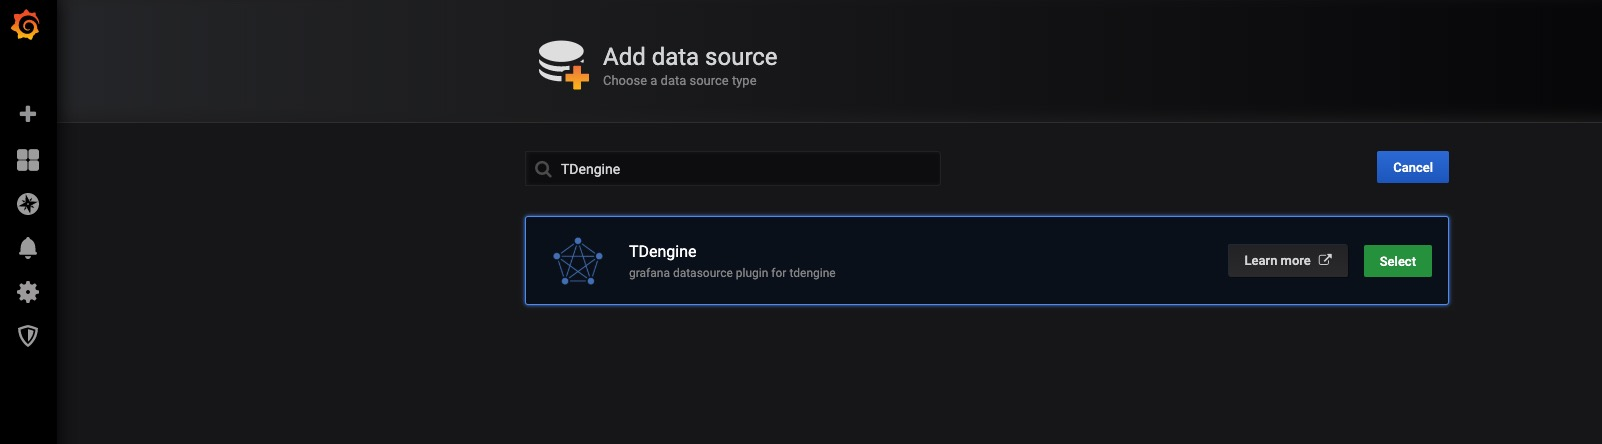 Add data source
Choose a data source type
TDengine
Cancel
TDengine
grafana datasource plugin for tdengine
Learn more
Select